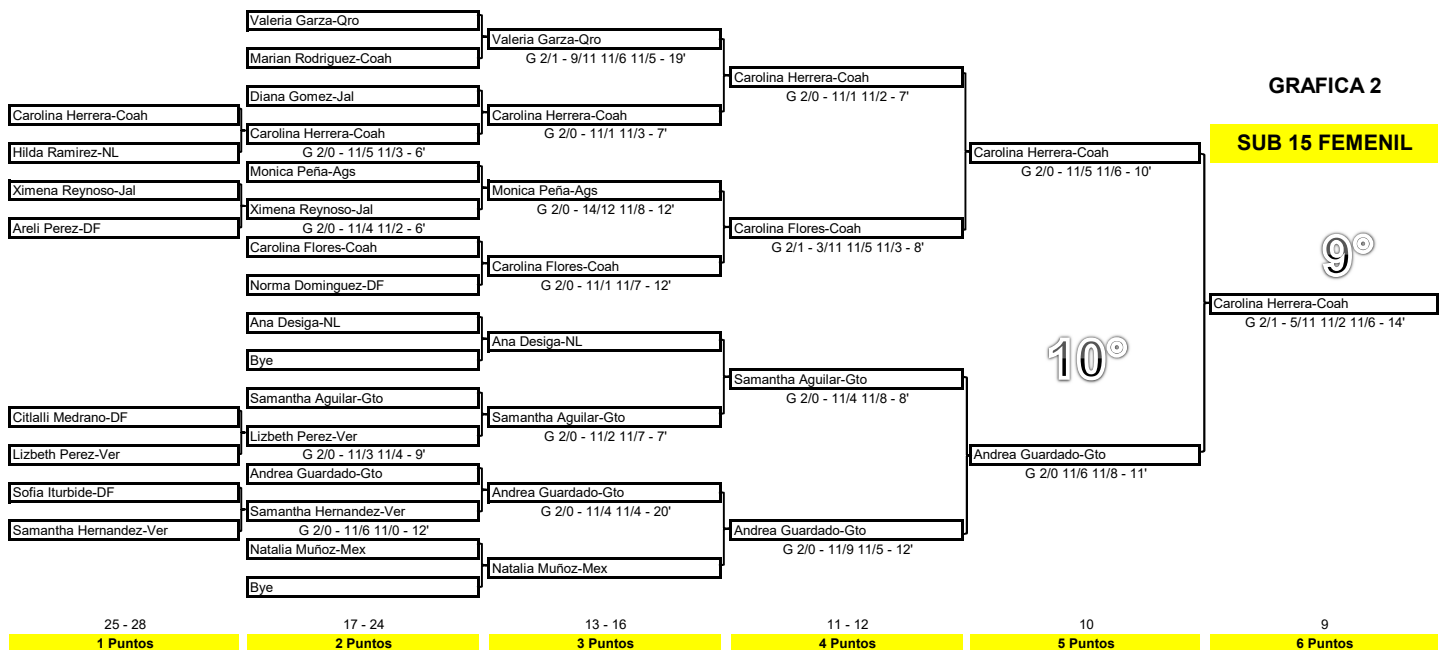 GRAFICA 2
SUB 15 FEMENIL
Carolina Herrera-Coah
Hilda Ramirez-NL
Ximena Reynoso-Jal
Areli Perez-DF
Citlalli Medrano-DF
Lizbeth Perez-Ver
Sofia Iturbide-DF
Samantha Hernandez-Ver
Valeria Garza-Qro
Marian Rodriguez-Coah
Diana Gomez-Jal
Carolina Herrera-Coah
G 2/0 - 11/5 11/3 - 6'
Monica Peña-Ags
Ximena Reynoso-Jal
G 2/0 - 11/4 11/2 - 6'
Carolina Flores-Coah
Norma Dominguez-DF
Ana Desiga-NL
Bye
Samantha Aguilar-Gto
Lizbeth Perez-Ver
G 2/0 - 11/3 11/4 - 9'
Andrea Guardado-Gto
Samantha Hernandez-Ver
G 2/0 - 11/6 11/0 - 12'
Natalia Muñoz-Mex
Bye
Valeria Garza-Qro
G 2/1 - 9/11 11/6 11/5 - 19'
Carolina Herrera-Coah
G 2/0 - 11/1 11/3 - 7'
Monica Peña-Ags
G 2/0 - 14/12 11/8 - 12'
Carolina Flores-Coah
G 2/0 - 11/1 11/7 - 12'
Ana Desiga-NL
Samantha Aguilar-Gto
G 2/0 - 11/2 11/7 - 7'
Andrea Guardado-Gto
G 2/0 - 11/4 11/4 - 20'
Natalia Muñoz-Mex
Carolina Herrera-Coah
G 2/0 - 11/1 11/2 - 7'
Carolina Flores-Coah
G 2/1 - 3/11 11/5 11/3 - 8'
Samantha Aguilar-Gto
G 2/0 - 11/4 11/8 - 8'
Andrea Guardado-Gto
G 2/0 - 11/9 11/5 - 12'
Carolina Herrera-Coah
G 2/0 - 11/5 11/6 - 10'
10°
Andrea Guardado-Gto
G 2/0 11/6 11/8 - 11'
9°
Carolina Herrera-Coah
G 2/1 - 5/11 11/2 11/6 - 14'
25 - 28
17 - 24
13 - 16
11 - 12
10
9
1 Puntos
2 Puntos
3 Puntos
4 Puntos
5 Puntos
6 Puntos